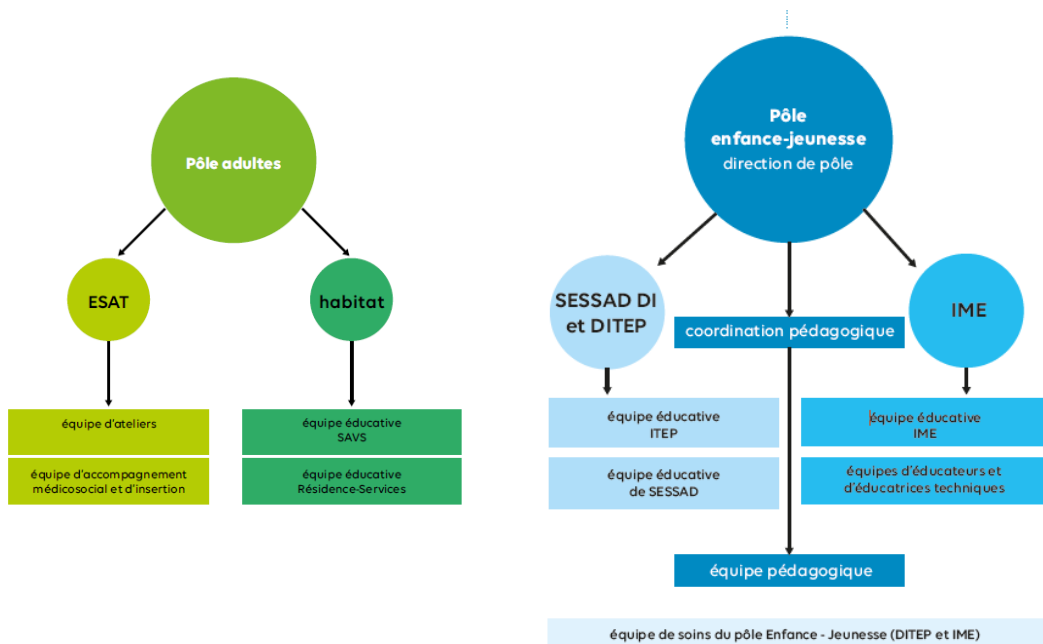 Pôle adultes
ESAT
habitat
équipe d'ateliers
équipe d'accompagnement
médicosocial et d'insertion
équipe éducative
SAVS
équipe éducative
Résidence-Services
Pôle
enfance-jeunesse
direction de pôle
SESSAD DI
et DITEP
coordination pédagogique
IME
équipe éducative
ITEP
équipe éducative
de SESSAD
équipe éducative
IME
équipes d'éducateurs et
d'éducatrices techniques
équipe pédagogique
équipe de soins du pôle Enfance - Jeunesse (DITEP et IME)